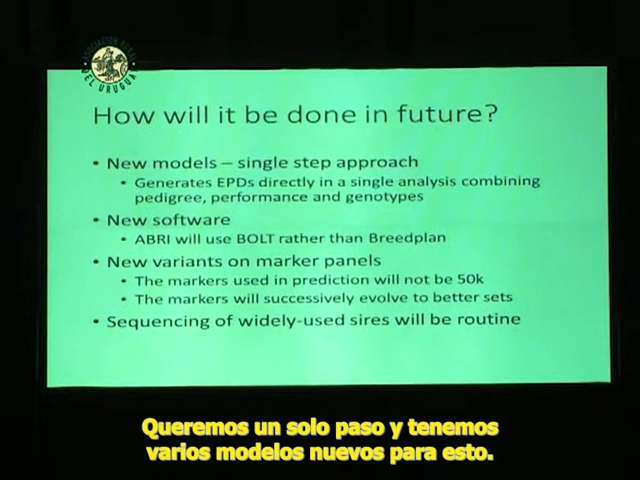 DEL URUGUA
How will it be done in future?
• New models – single step approach
• Generates EPDs directly in a single analysis combining
pedigree, performance and genotypes
• New software
• ABRI will use BOLT rather than Breedplan
• New variants on marker panels
• The markers used in prediction will not be 50k
• The markers will successively evolve to better sets
• Sequencing of widely-used sires will be routine
Queremos un solo paso y tenemos
varios modelos nuevos para esto.